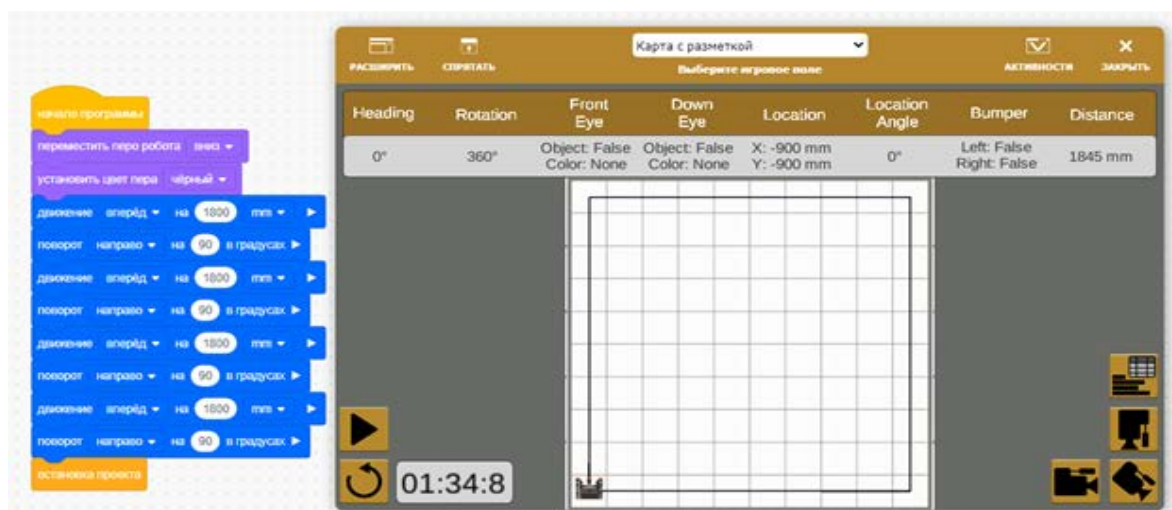 начало программы
переместить перо робота вниз
установить цвет пера чёрный
движение вперёд на 1800 mm
поворот направо на 90 в градусах
движение вперёд на 1800 mm
поворот направо на 90 в градусах
движение вперёд на 1800 mm
поворот направо на 90 в градусах
движение вперёд на 1800 mm
поворот направо на 90 в градусах
остановка проекта
РАСШИРИТЬ
СПРЯТАТЬ
Карта с разметкой
Выберите игровое поле
АКТИВНОСТИ
ЗАКРЫТЬ
Heading Rotation Front Eye Down Eye Location Location Angle Bumper Distance
0° 360° Object: False Color: None Object: False Color: None X: -900 mm Y: -900 mm 0° Left: False Right: False 1845 mm
01:34:8